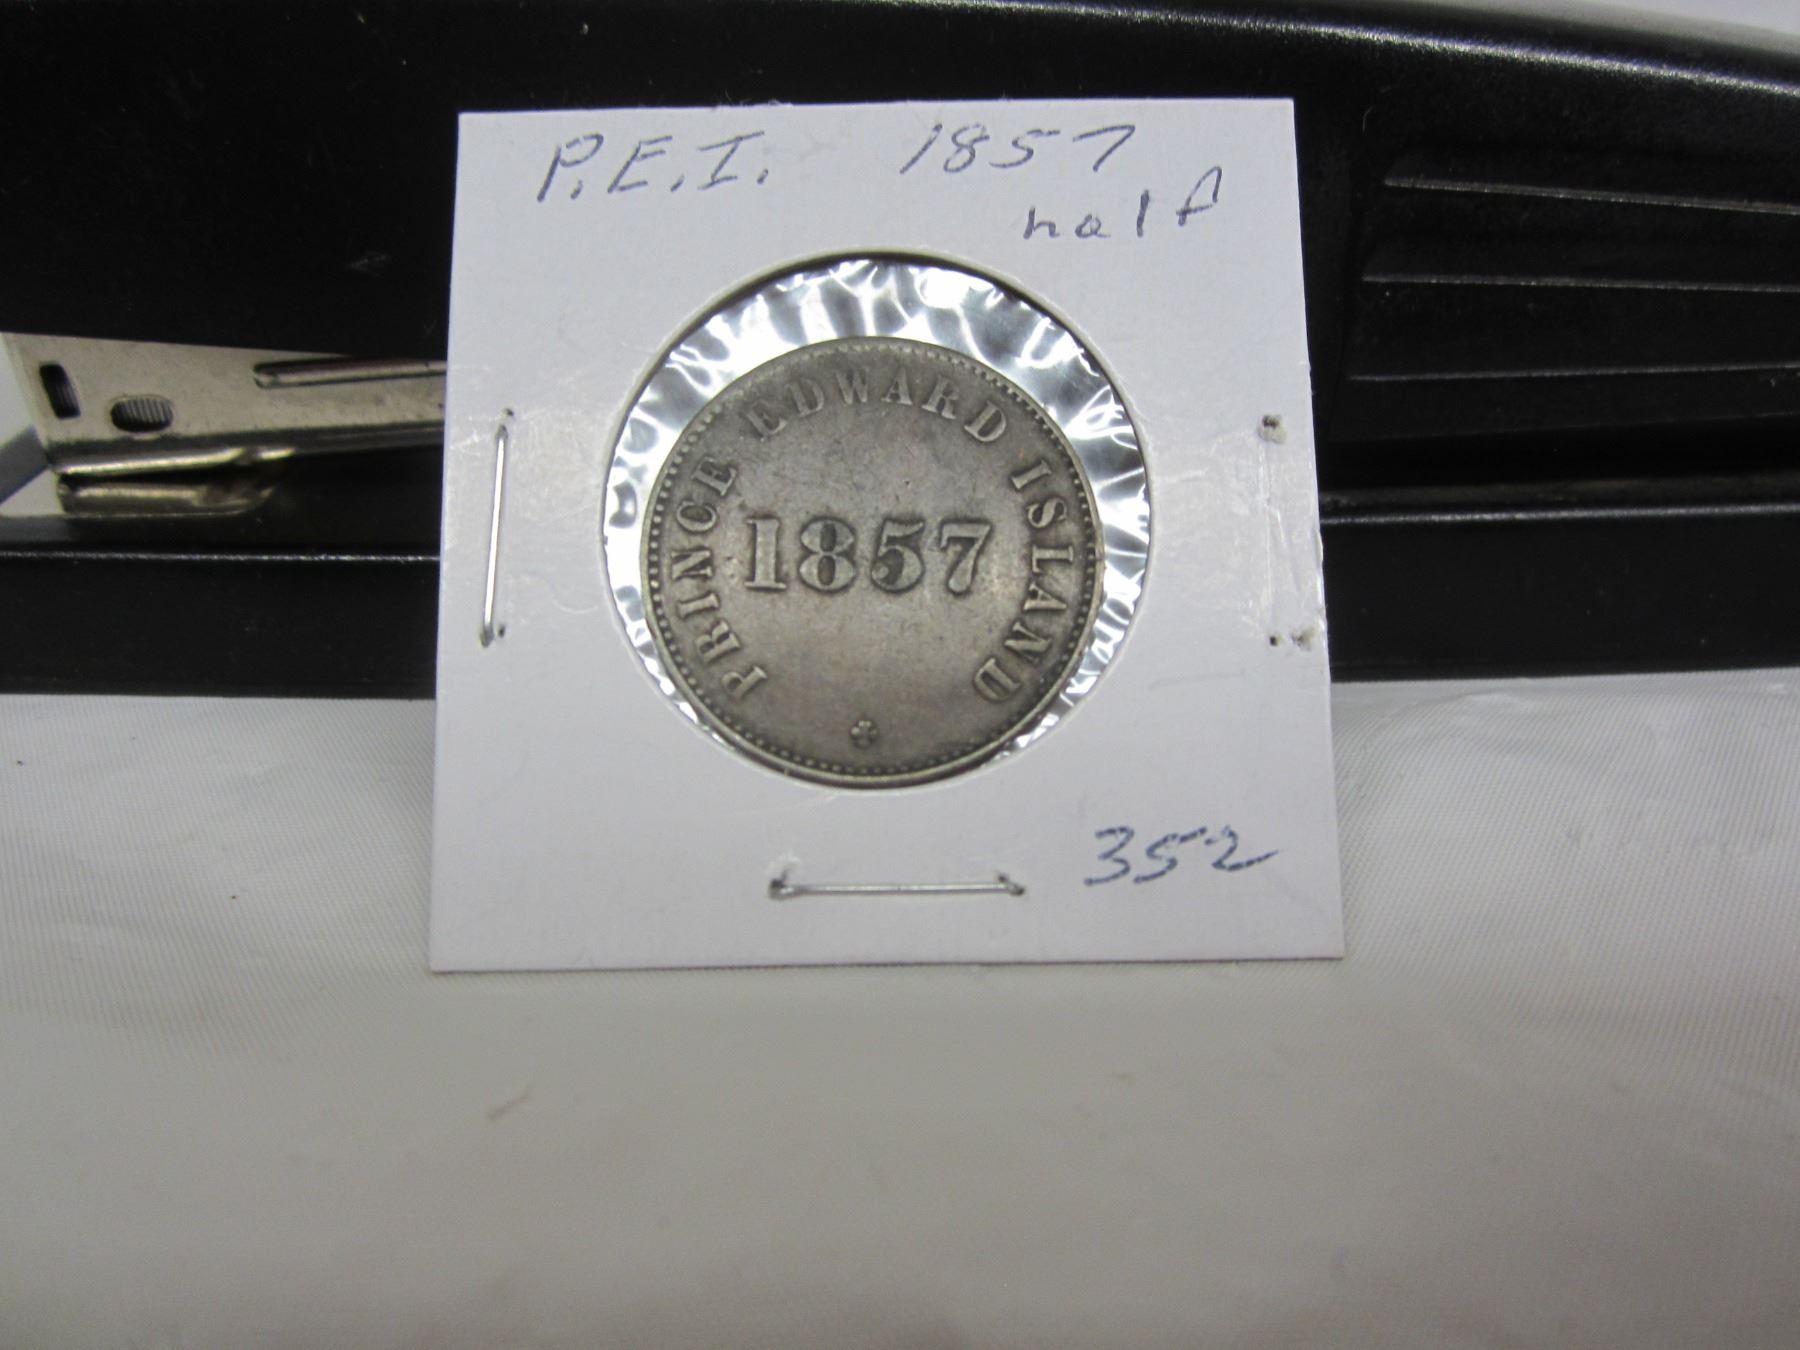 P.E.I. 1857
half
PRINCE EDWARD ISLAND
1857
352